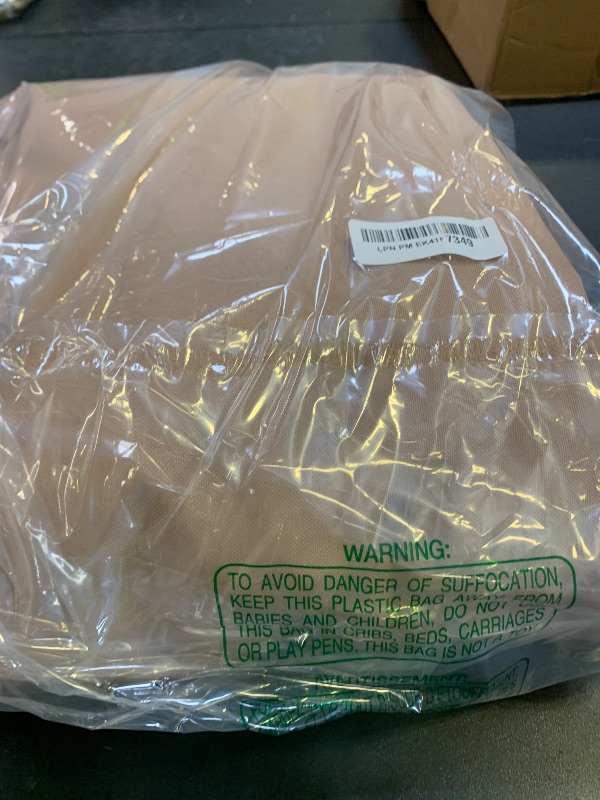 LPN PM 7349
WARNING:
TO AVOID DANGER OF SUFFOCATION,
KEEP THIS PLASTIC BAG AWAY FROM
BABIES AND CHILDREN, DO NOT USE
THIS BAG IN CRIBS, BEDS, CARRIAGES
OR PLAY PENS. THIS BAG IS NOT A TOY
AVERTISSEMENT: